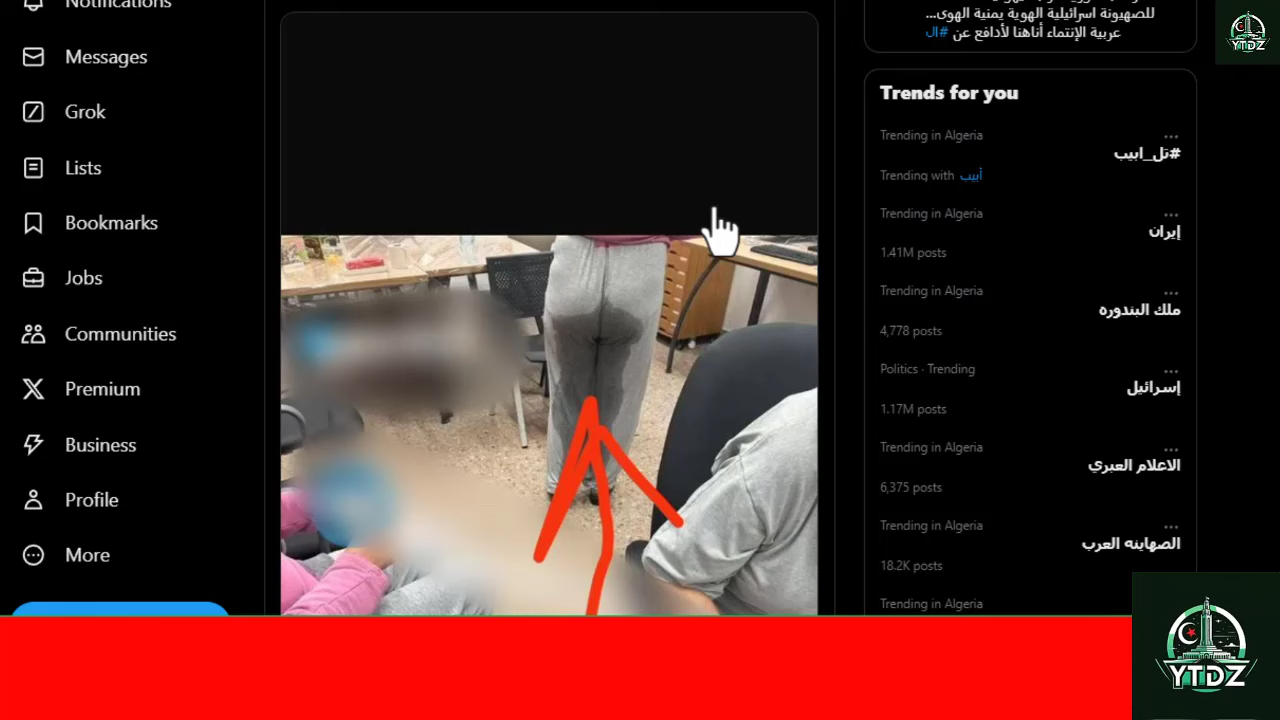 Notifications
Messages
Grok
Lists
Bookmarks
Jobs
Communities
Premium
Business
Profile
More
للصهيونة اسرائيلية الهوية يمنية الهوى...
عربية الإنتماء أناهنا لأدافع عن #ال
Trends for you
Trending in Algeria
#تل_ابيب
Trending with أبيب
Trending in Algeria
إيران
1.41M posts
Trending in Algeria
ملك البندوره
4,778 posts
Politics · Trending
إسرائيل
1.17M posts
Trending in Algeria
الاعلام العبري
6,375 posts
Trending in Algeria
الصهاينه العرب
18.2K posts
Trending in Algeria
YTDZ
YTDZ